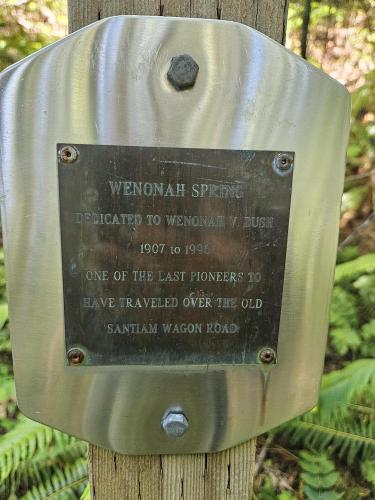 WENONAH SPRING
DEDICATED TO WENONAH V. BUSH
1907 to 1996
ONE OF THE LAST PIONEERS TO
HAVE TRAVELED OVER THE OLD
SANTIAM WAGON ROAD